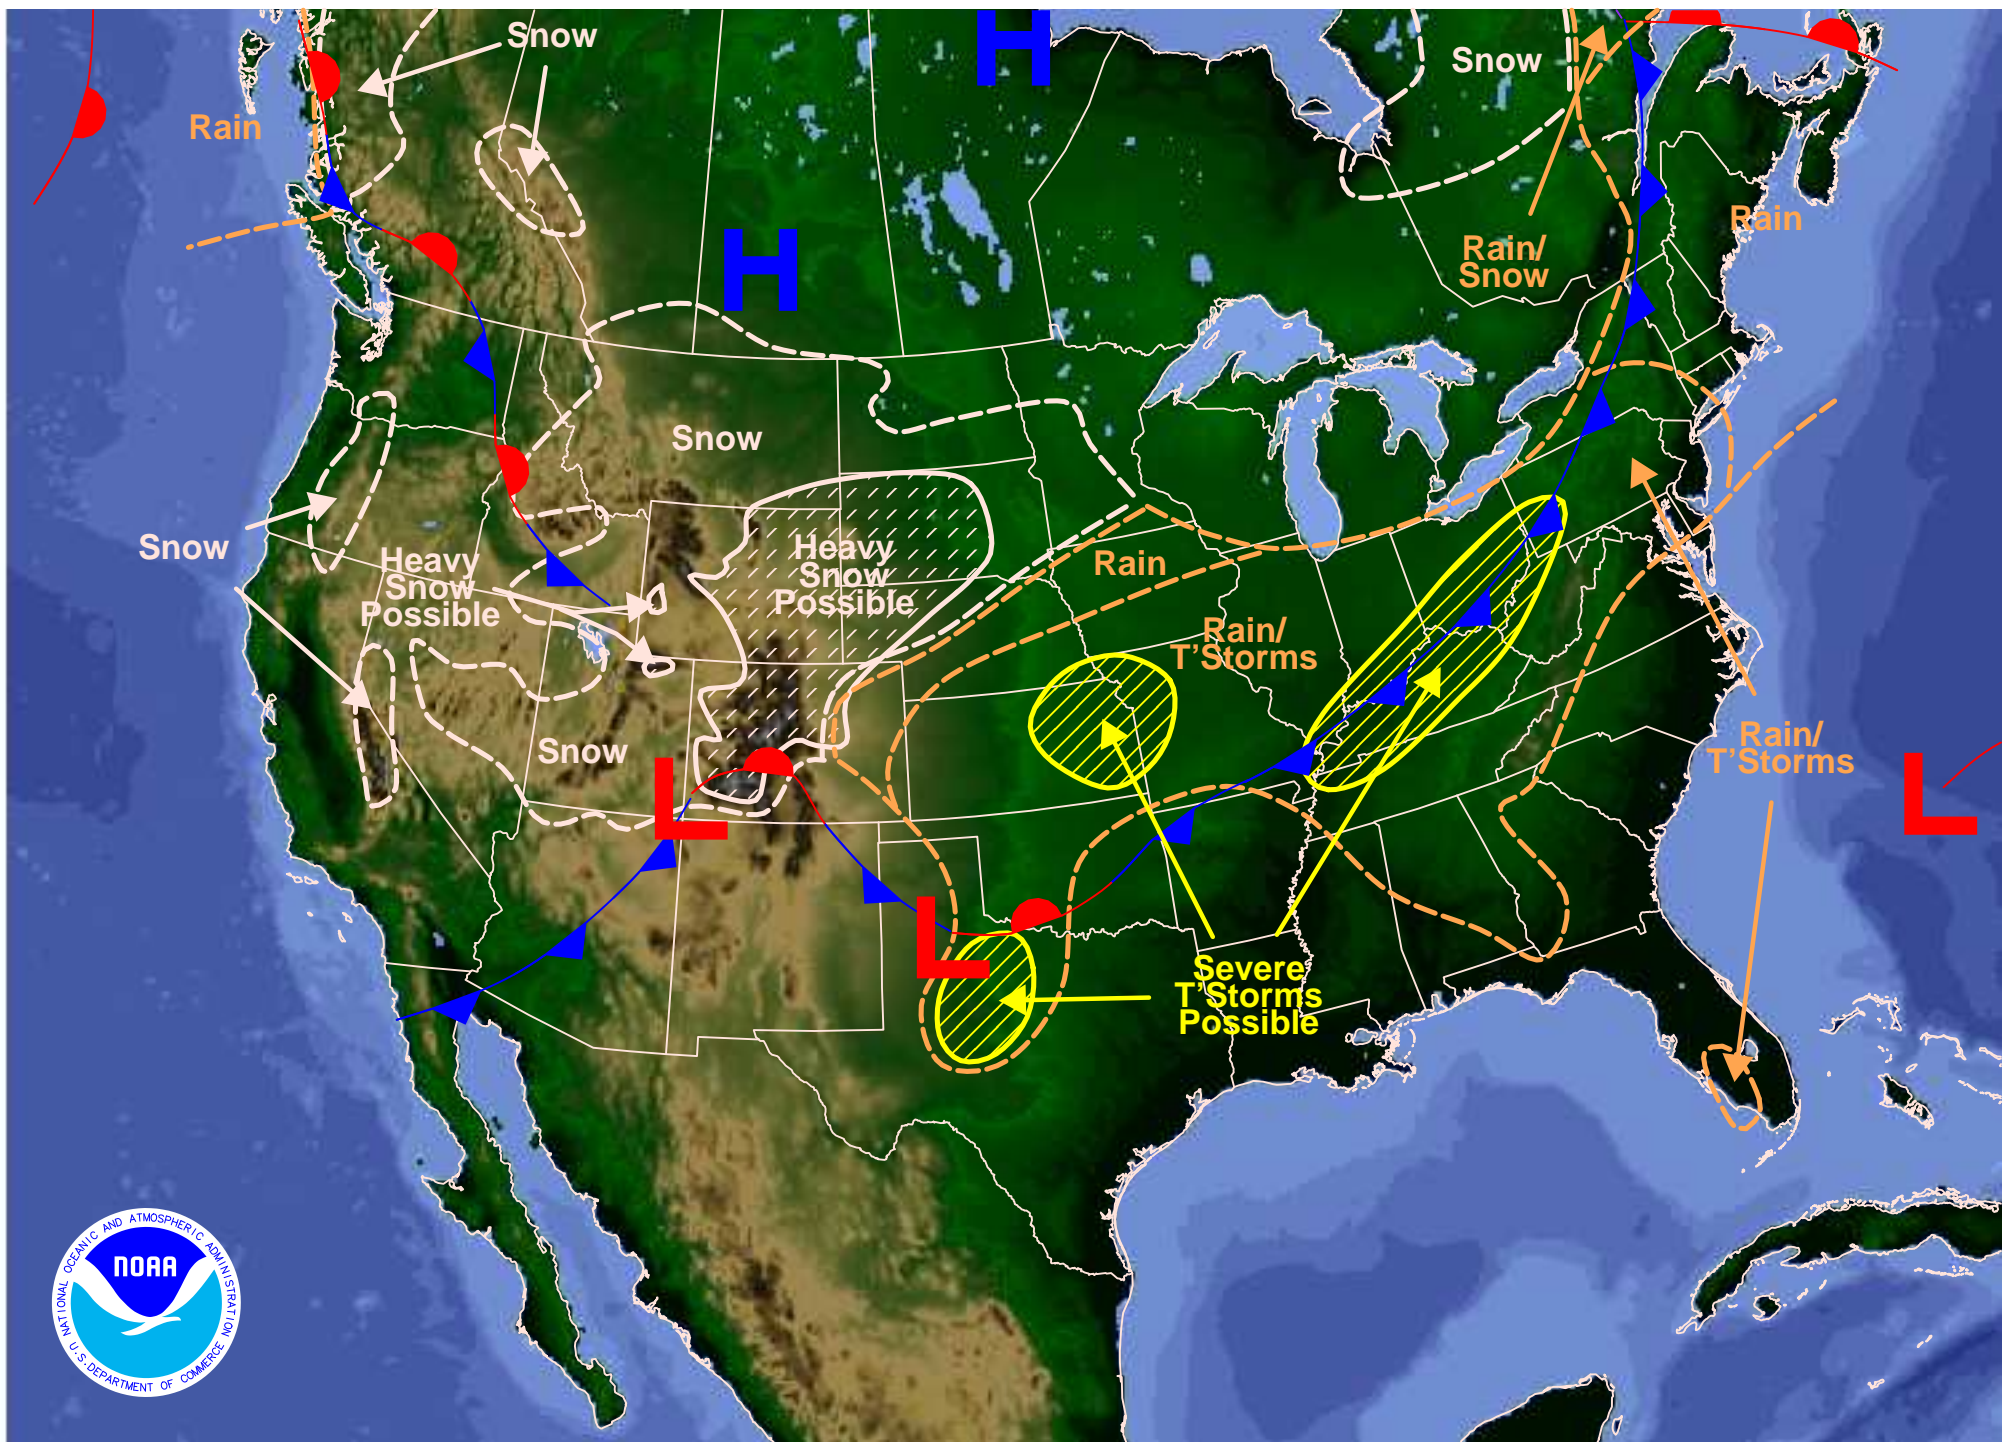 H
Snow
Snow
Rain
Rain
Rain/
Snow
H
Snow
Snow
Heavy
Snow
Possible
Heavy
Snow
Possible
Rain
Rain/
T'Storms
Snow
L
Rain/
T'Storms
L
L
Severe
T'Storms
Possible
NATIONAL OCEANIC AND ATMOSPHERIC ADMINISTRATION
NOAA
U.S. DEPARTMENT OF COMMERCE